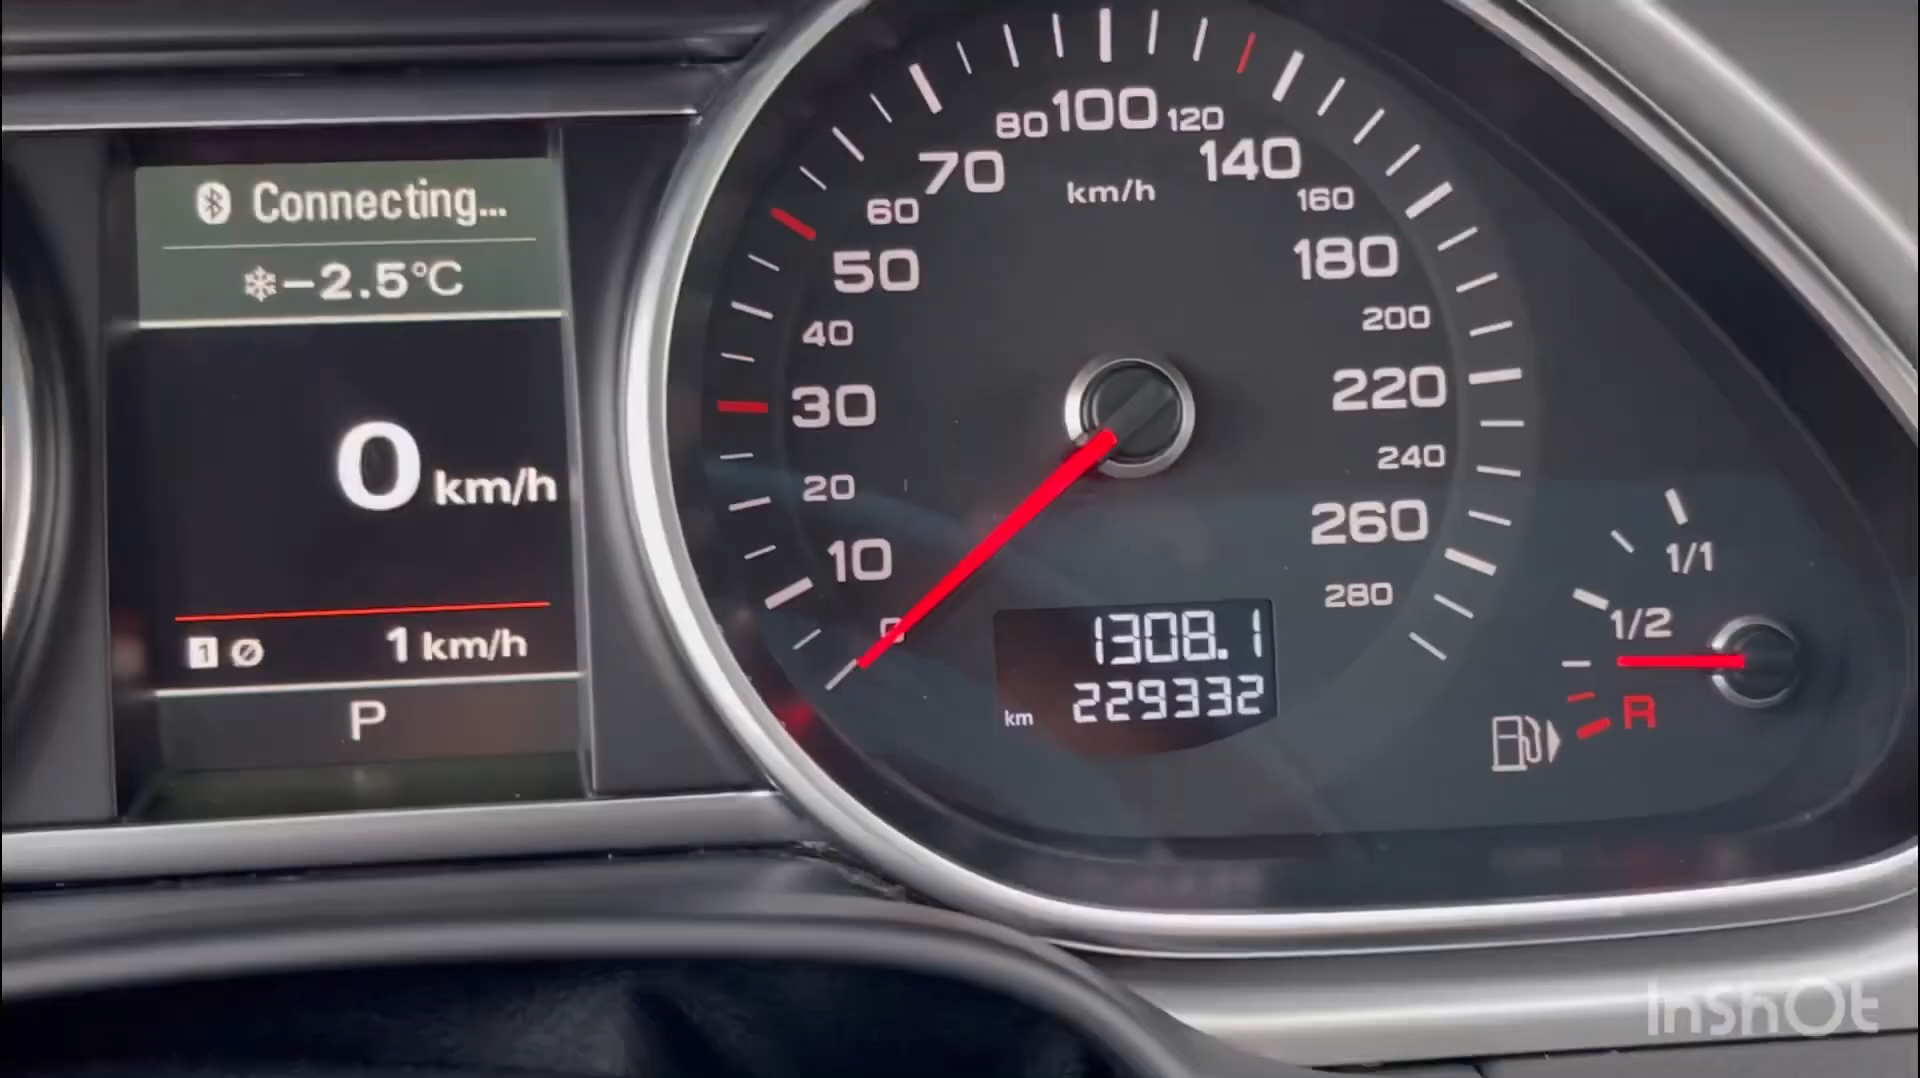 Connecting...
-2.5°C
0 km/h
1 Ø 1 km/h
P
80 100 120
70 140
km/h
60 160
50 180
40 200
30 220
20 240
10 260
0 280
1308.1
km 229332
1/1
1/2
R
InShOt